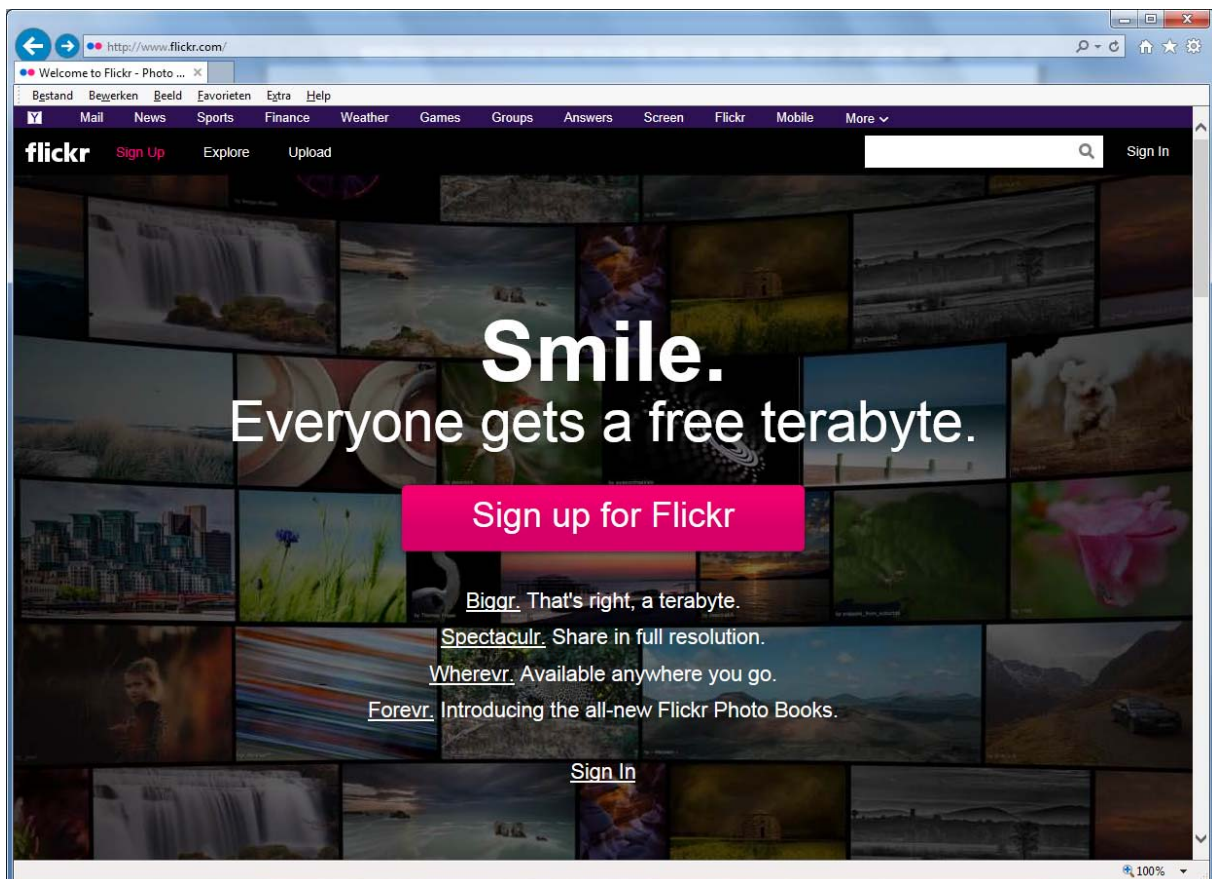 http://www.flickr.com/
Welcome to Flickr - Photo ...
Bestand Bewerken Beeld Favorieten Extra Help
Y Mail News Sports Finance Weather Games Groups Answers Screen Flickr Mobile More
flickr Sign Up Explore Upload Sign In
Smile.
Everyone gets a free terabyte.
Sign up for Flickr
Biggr. That's right, a terabyte.
Spectaculr. Share in full resolution.
Wherevr. Available anywhere you go.
Forevr. Introducing the all-new Flickr Photo Books.
Sign In
100%